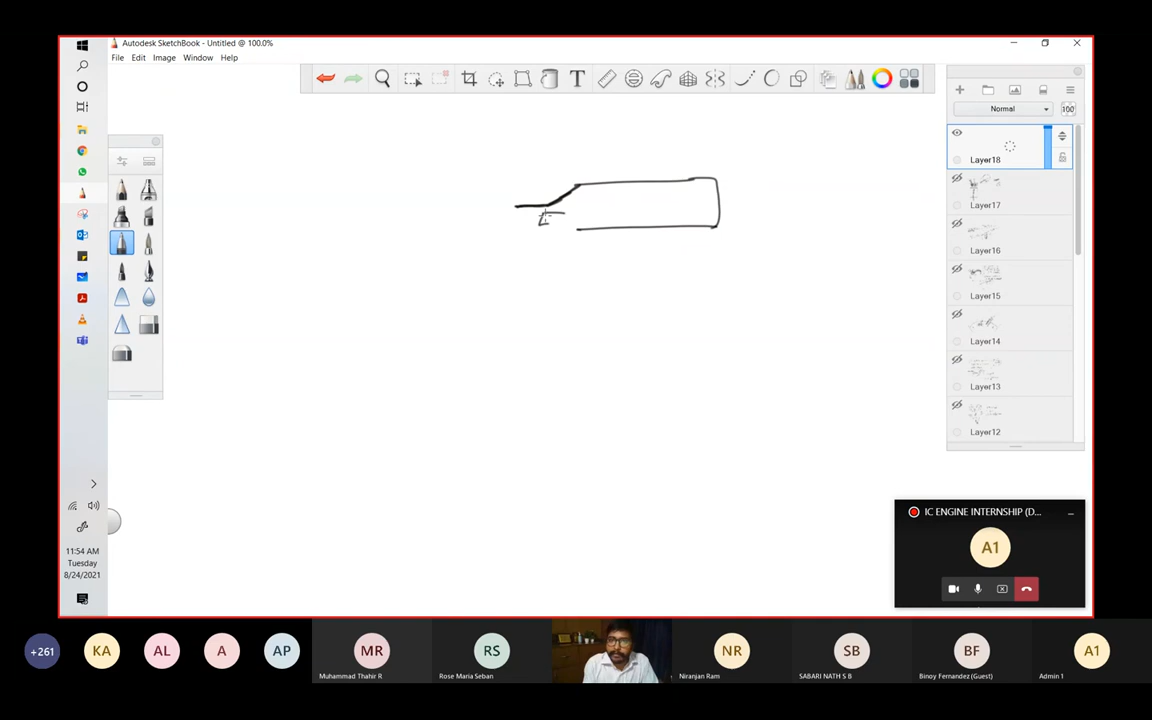 Autodesk SketchBook - Untitled @ 100.0%
File Edit Image Window Help
T
Normal
100
Layer18
Layer17
Layer16
Layer15
Layer14
Layer13
Layer12
11:54 AM
Tuesday
8/24/2021
IC ENGINE INTERNSHIP (D...
A1
+261 KA AL A AP MR RS NR SB BF A1
Muhammad Thahir R Rose Maria Seban Niranjan Ram SABARI NATH S B Binoy Fernandez (Guest) Admin 1